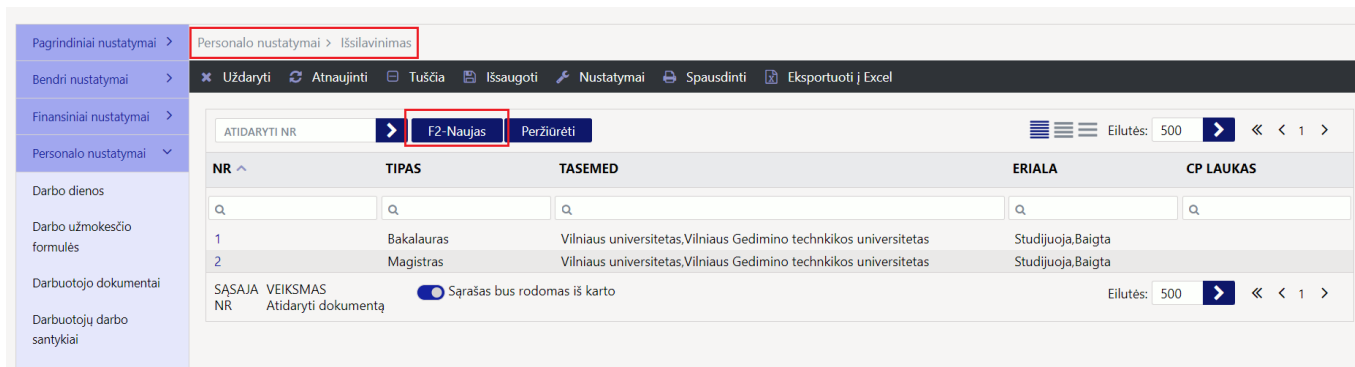 Pagrindiniai nustatymai
Personalo nustatymai > Išsilavinimas
Bendri nustatymai
Uždaryti Atnaujinti Tuščia Išsaugoti Nustatymai Spausdinti Eksportuoti į Excel
Finansiniai nustatymai
ATIDARYTI NR F2-Naujas Peržiūrėti Eilutės: 500 1
Personalo nustatymai
NR TIPAS TASEMED ERIALA CP LAUKAS
Darbo dienos
Darbo užmokesčio
formulės
1 Bakalauras Vilniaus universitetas,Vilniaus Gedimino technkikos universitetas Studijuoja,Baigta
2 Magistras Vilniaus universitetas,Vilniaus Gedimino technkikos universitetas Studijuoja,Baigta
Darbuotojo dokumentai
SĄSAJA VEIKSMAS Sąrašas bus rodomas iš karto Eilutės: 500 1
NR Atidaryti dokumentą
Darbuotojų darbo
santykiai